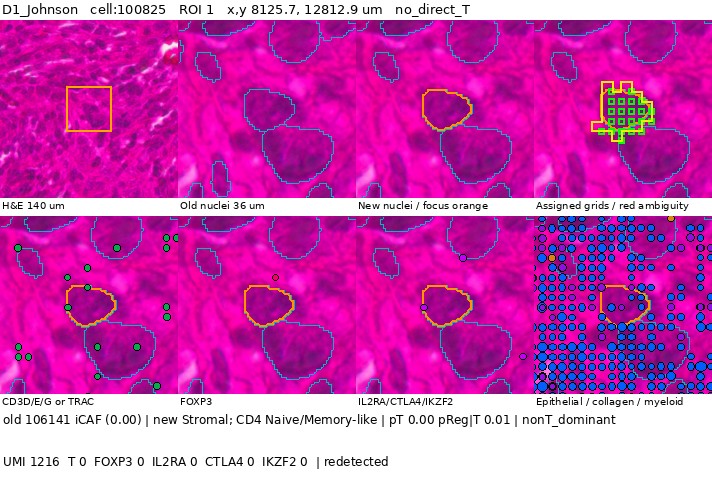 D1_Johnson cell:100825 ROI 1 x,y 8125.7, 12812.9 um no_direct_T
H&E 140 um
Old nuclei 36 um
New nuclei / focus orange
Assigned grids / red ambiguity
CD3D/E/G or TRAC
FOXP3
IL2RA/CTLA4/IKZF2
Epithelial / collagen / myeloid
old 106141 iCAF (0.00) | new Stromal; CD4 Naive/Memory-like | pT 0.00 pReg|T 0.01 | nonT_dominant
UMI 1216 T 0 FOXP3 0 IL2RA 0 CTLA4 0 IKZF2 0 | redetected